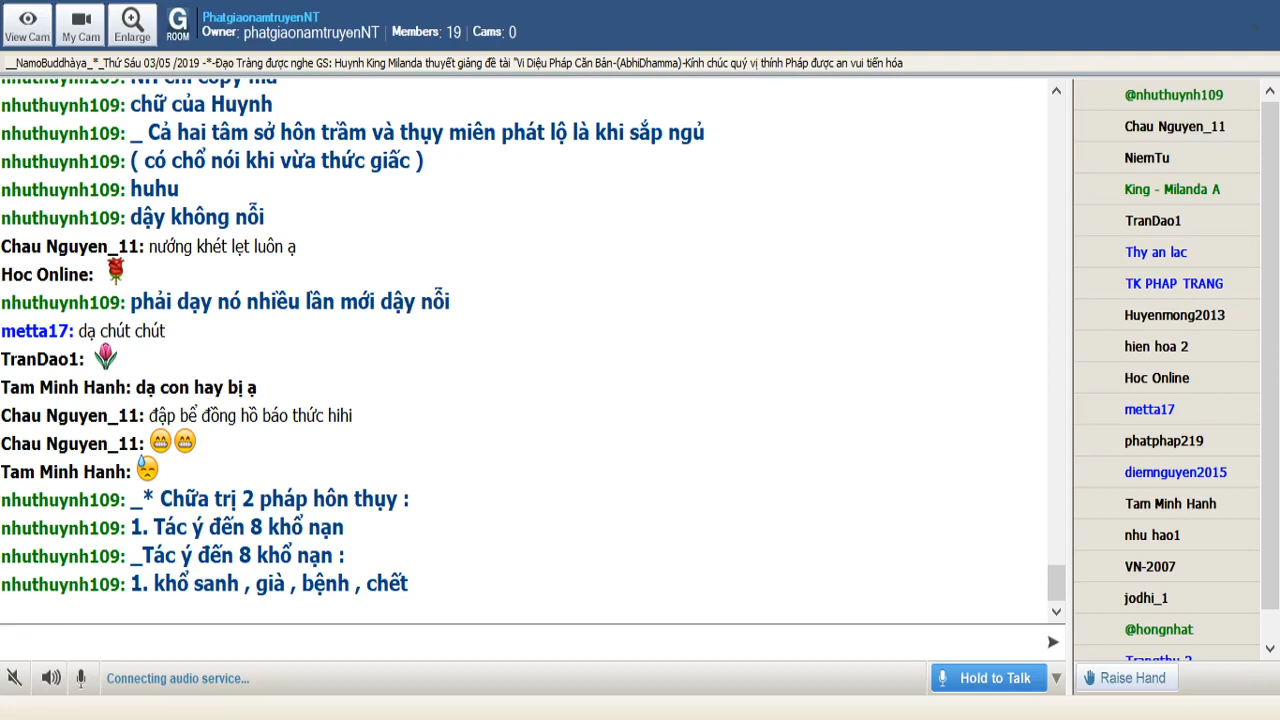 View Cam
My Cam
Enlarge
G
ROOM
PhatgiaonamtruyenNT
Owner: phatgiaonamtruyenNT
Members: 19
Cams: 0
__NamoBuddhàya_*_Thứ Sáu 03/05 /2019 -*-Đạo Tràng được nghe GS: Huynh King Milanda thuyết giảng đề tài "Vi Diệu Pháp Căn Bản-(AbhiDhamma)-Kính chúc quý vị thính Pháp được an vui tiến hóa
nhuthuynh109: chữ của Huynh
nhuthuynh109: _ Cả hai tâm sở hôn trầm và thụy miên phát lộ là khi sắp ngủ
nhuthuynh109: ( có chổ nói khi vừa thức giấc )
nhuthuynh109: huhu
nhuthuynh109: dậy không nỗi
Chau Nguyen_11: nướng khét lẹt luôn ạ
Hoc Online:
nhuthuynh109: phải dạy nó nhiều lần mới dậy nỗi
metta17: dạ chút chút
TranDao1:
Tam Minh Hanh: dạ con hay bị ạ
Chau Nguyen_11: đập bể đồng hồ báo thức hihi
Chau Nguyen_11:
Tam Minh Hanh:
nhuthuynh109: _* Chữa trị 2 pháp hôn thụy :
nhuthuynh109: 1. Tác ý đến 8 khổ nạn
nhuthuynh109: _Tác ý đến 8 khổ nạn :
nhuthuynh109: 1. khổ sanh , già , bệnh , chết
@nhuthuynh109
Chau Nguyen_11
NiemTu
King - Milanda A
TranDao1
Thy an lac
TK PHAP TRANG
Huyenmong2013
hien hoa 2
Hoc Online
metta17
phatphap219
diemnguyen2015
Tam Minh Hanh
nhu hao1
VN-2007
jodhi_1
@hongnhat
Connecting audio service...
Hold to Talk
Raise Hand